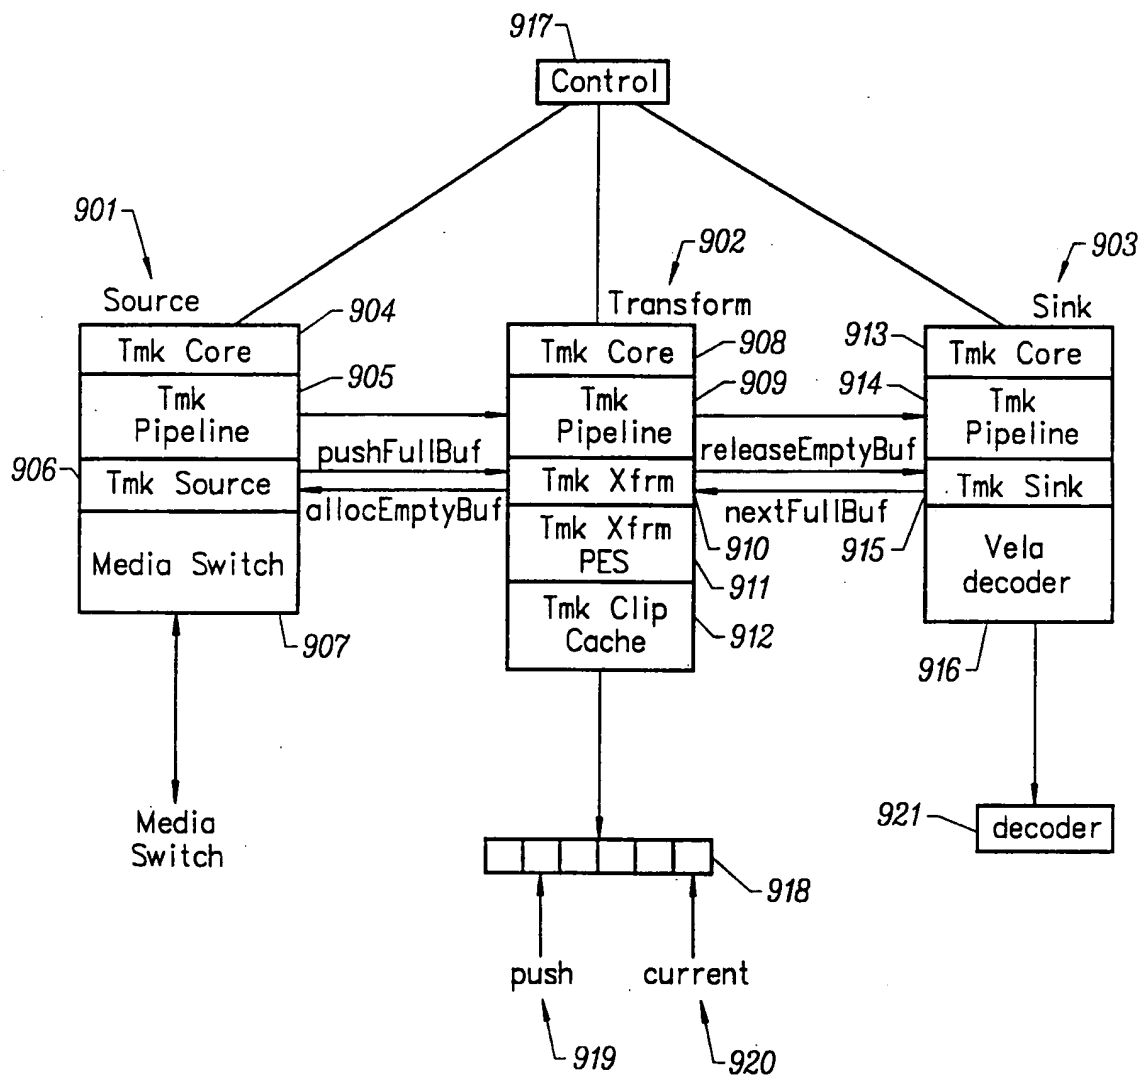 917
Control
901
902
903
Source
Transform
Sink
904
908
913
Tmk Core
Tmk Core
Tmk Core
905
909
914
Tmk
Pipeline
Tmk
Pipeline
Tmk
Pipeline
906
pushFullBuf
releaseEmptyBuf
Tmk Source
Tmk Xfrm
Tmk Sink
allocEmptyBuf
nextFullBuf
910
915
Media Switch
Tmk Xfrm
PES
Vela
decoder
911
Tmk Clip
Cache
912
907
916
Media
Switch
921
decoder
918
push
current
919
920